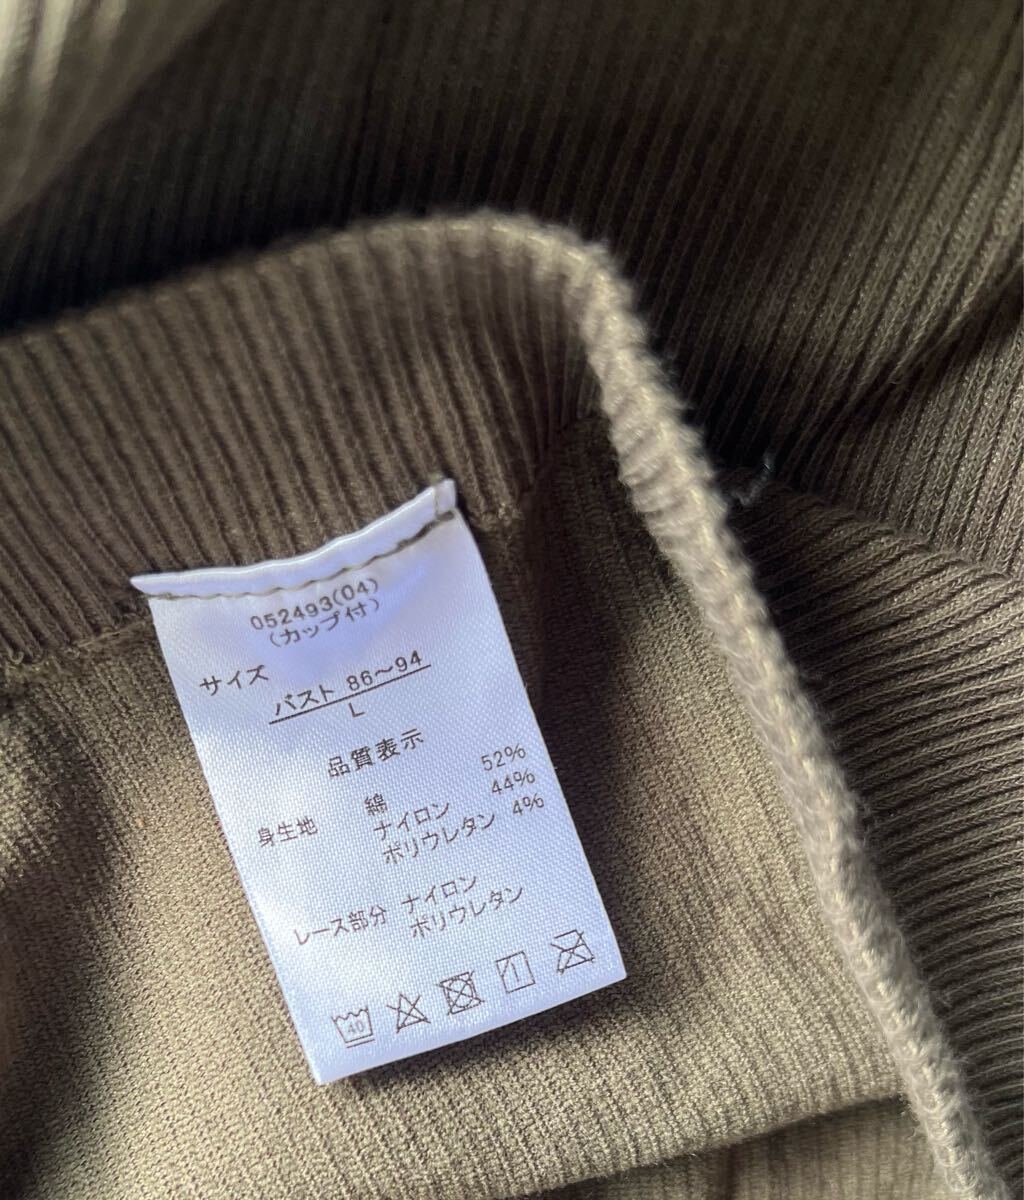 052493(04)
(カップ付)
サイズ
バスト 86～94
L
品質表示
身生地 綿 52%
ナイロン 44%
ポリウレタン 4%
レース部分 ナイロン
ポリウレタン
40